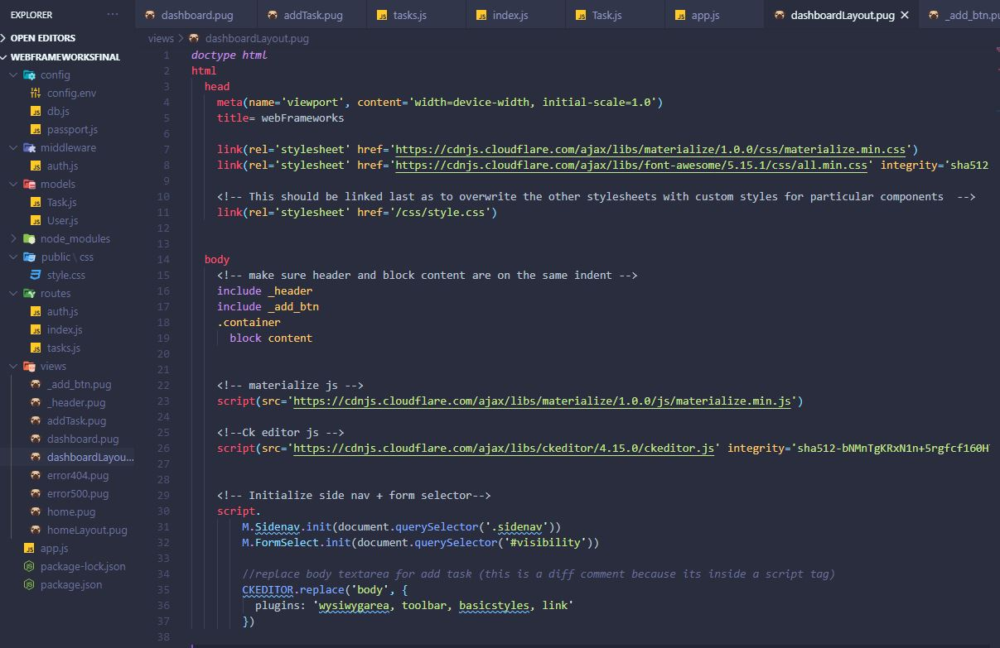 EXPLORER ...
dashboard.pug addTask.pug tasks.js index.js Task.js app.js dashboardLayout.pug × _add_btn.pu
OPEN EDITORS
WEBFRAMEWORKSFINAL
config
config.env
db.js
passport.js
middleware
auth.js
models
Task.js
User.js
node_modules
public \ css
style.css
routes
auth.js
index.js
tasks.js
views
_add_btn.pug
_header.pug
addTask.pug
dashboard.pug
dashboardLayou...
error404.pug
error500.pug
home.pug
homeLayout.pug
app.js
package-lock.json
package.json
views > dashboardLayout.pug
1 doctype html
2 html
3 head
4 meta(name='viewport', content='width=device-width, initial-scale=1.0')
5 title= webFrameworks
6
7 link(rel='stylesheet' href='https://cdnjs.cloudflare.com/ajax/libs/materialize/1.0.0/css/materialize.min.css')
8 link(rel='stylesheet' href='https://cdnjs.cloudflare.com/ajax/libs/font-awesome/5.15.1/css/all.min.css' integrity='sha512
9
10 <!-- This should be linked last as to overwrite the other stylesheets with custom styles for particular components -->
11 link(rel='stylesheet' href='/css/style.css')
12
13
14 body
15 <!-- make sure header and block content are on the same indent -->
16 include _header
17 include _add_btn
18 .container
19 block content
20
21
22 <!-- materialize js -->
23 script(src='https://cdnjs.cloudflare.com/ajax/libs/materialize/1.0.0/js/materialize.min.js')
24
25 <!--Ck editor js -->
26 script(src='https://cdnjs.cloudflare.com/ajax/libs/ckeditor/4.15.0/ckeditor.js' integrity='sha512-bNMnTgKRxN1n+5rgfcf160H
27
28
29 <!-- Initialize side nav + form selector-->
30 script.
31 M.Sidenav.init(document.querySelector('.sidenav'))
32 M.FormSelect.init(document.querySelector('#visibility'))
33
34 //replace body textarea for add task (this is a diff comment because its inside a script tag)
35 CKEDITOR.replace('body', {
36 plugins: 'wysiwygarea, toolbar, basicstyles, link'
37 })
38